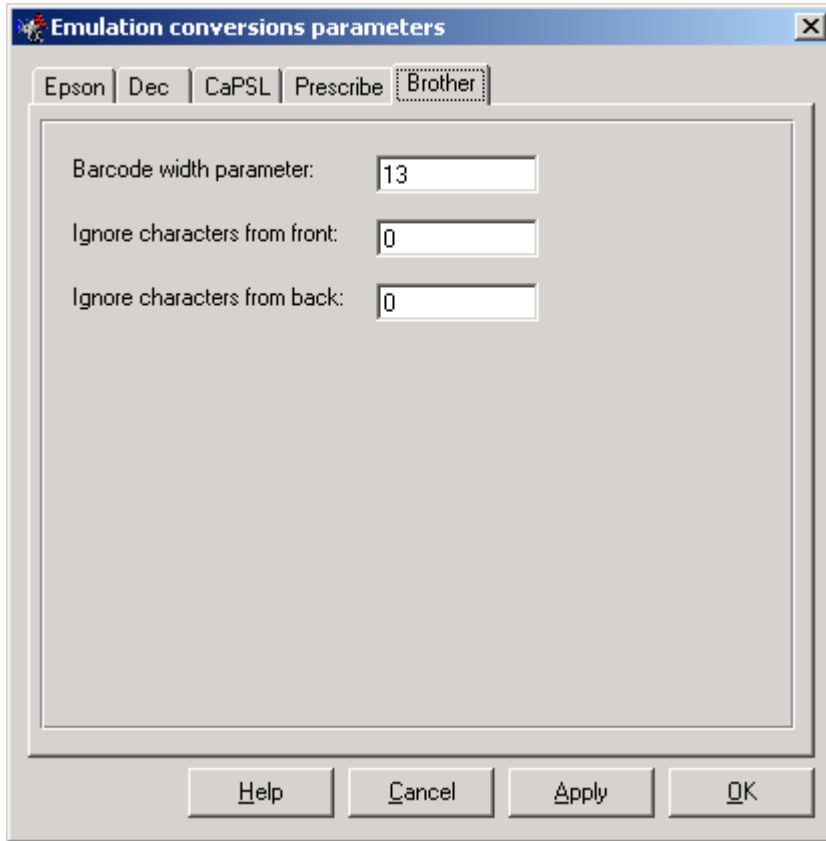 Emulation conversions parameters
Epson Dec CaPSL Prescribe Brother
Barcode width parameter: 13
Ignore characters from front: 0
Ignore characters from back: 0
Help Cancel Apply OK